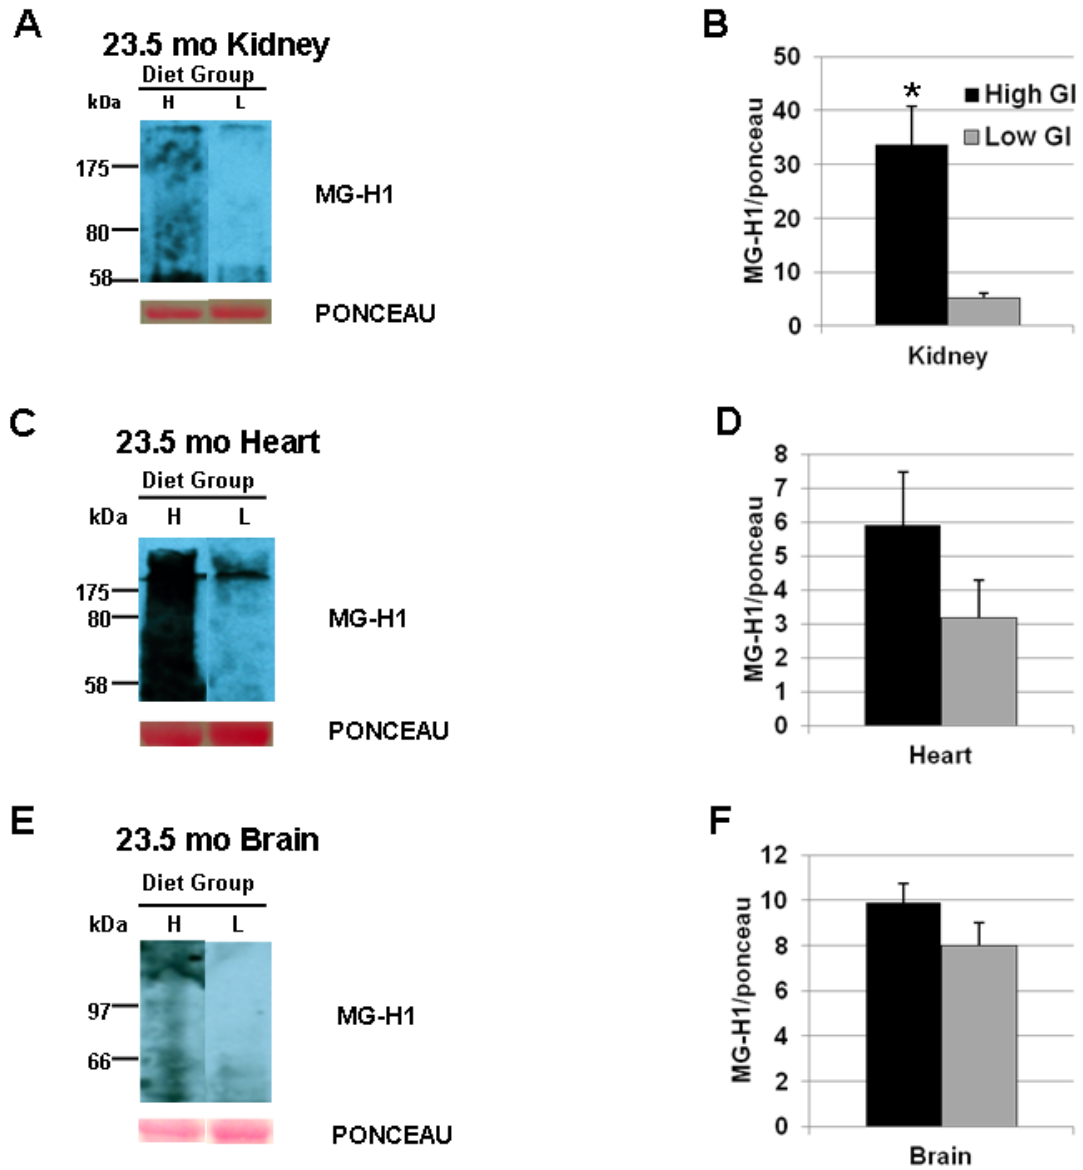 A
23.5 mo Kidney
Diet Group
kDa H L
175
80
58
MG-H1
PONCEAU
B
50
40
30
20
10
0
MG-H1/ponceau
*
High GI
Low GI
Kidney
C
23.5 mo Heart
Diet Group
kDa H L
175
80
58
MG-H1
PONCEAU
D
8
7
6
5
4
3
2
1
0
MG-H1/ponceau
Heart
E
23.5 mo Brain
Diet Group
kDa H L
97
66
MG-H1
PONCEAU
F
12
10
8
6
4
2
0
MG-H1/ponceau
Brain